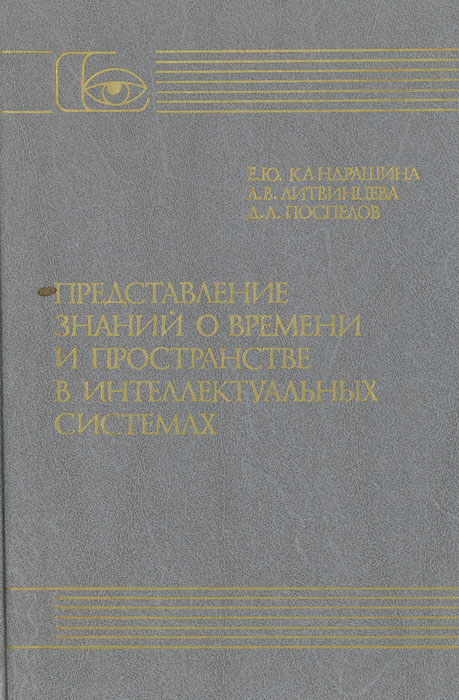 Е.Ю. КАНДРАШИНА
Л.В. ЛИТВИНЦЕВА
Д.А. ПОСПЕЛОВ
ПРЕДСТАВЛЕНИЕ
ЗНАНИЙ О ВРЕМЕНИ
И ПРОСТРАНСТВЕ
В ИНТЕЛЛЕКТУАЛЬНЫХ
СИСТЕМАХ